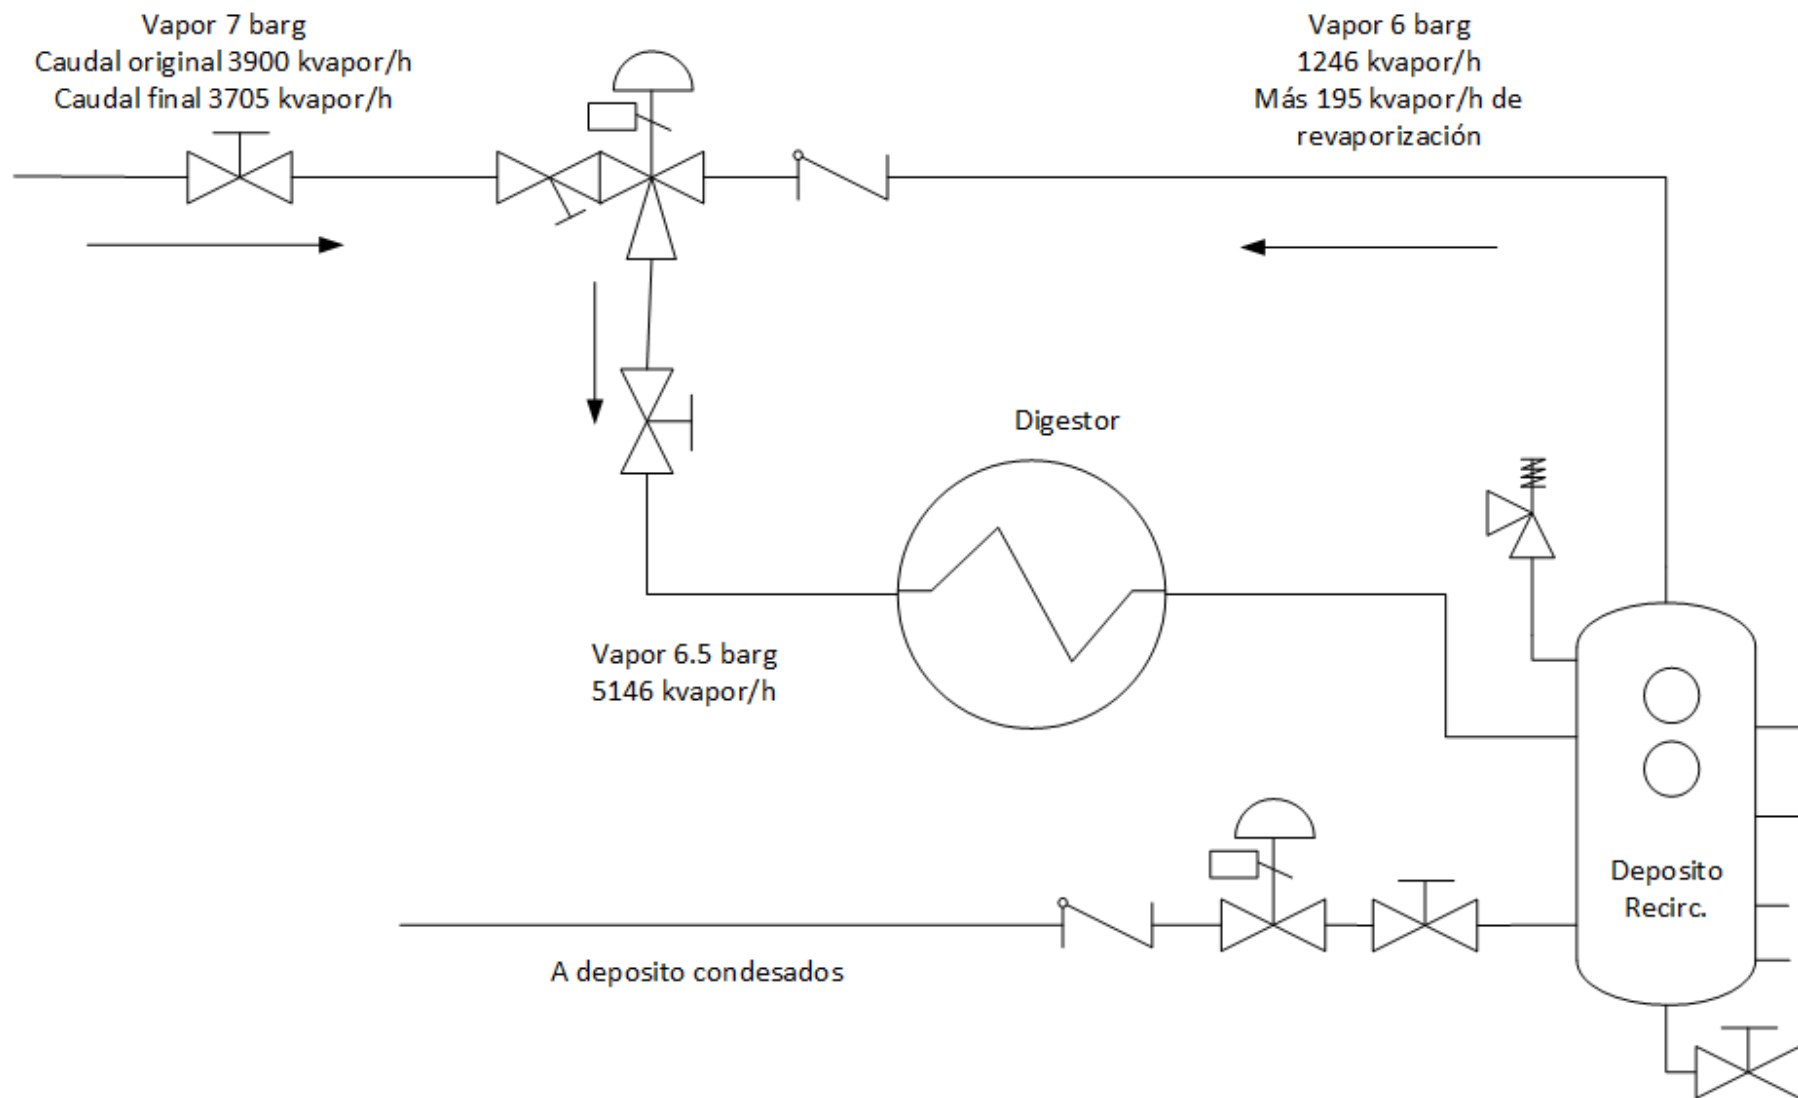 Vapor 7 barg
Caudal original 3900 kvapor/h
Caudal final 3705 kvapor/h
Vapor 6 barg
1246 kvapor/h
Más 195 kvapor/h de
revaporización
Digestor
Vapor 6.5 barg
5146 kvapor/h
Deposito
Recirc.
A deposito condesados